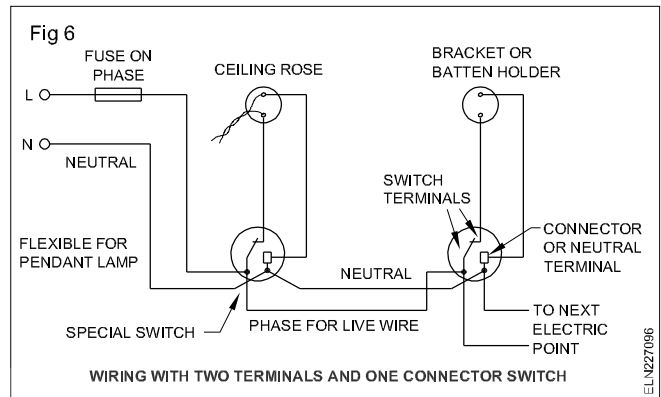 Fig 6
FUSE ON
PHASE
CEILING ROSE
BRACKET OR
BATTEN HOLDER
L
N
NEUTRAL
SWITCH
TERMINALS
FLEXIBLE FOR
PENDANT LAMP
CONNECTOR
OR NEUTRAL
TERMINAL
NEUTRAL
SPECIAL SWITCH
PHASE FOR LIVE WIRE
TO NEXT
ELECTRIC
POINT
WIRING WITH TWO TERMINALS AND ONE CONNECTOR SWITCH
ELN227096